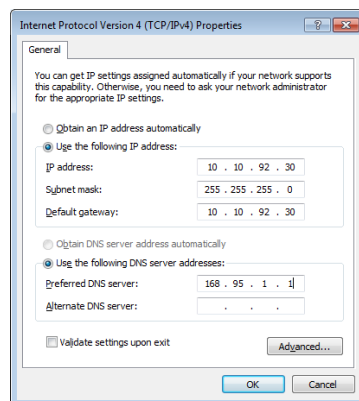 Internet Protocol Version 4 (TCP/IPv4) Properties
General
You can get IP settings assigned automatically if your network supports
this capability. Otherwise, you need to ask your network administrator
for the appropriate IP settings.
Obtain an IP address automatically
Use the following IP address:
IP address: 10 . 10 . 92 . 30
Subnet mask: 255 . 255 . 255 . 0
Default gateway: 10 . 10 . 92 . 30
Obtain DNS server address automatically
Use the following DNS server addresses:
Preferred DNS server: 168 . 95 . 1 . 1
Alternate DNS server: . . .
Validate settings upon exit
Advanced...
OK Cancel